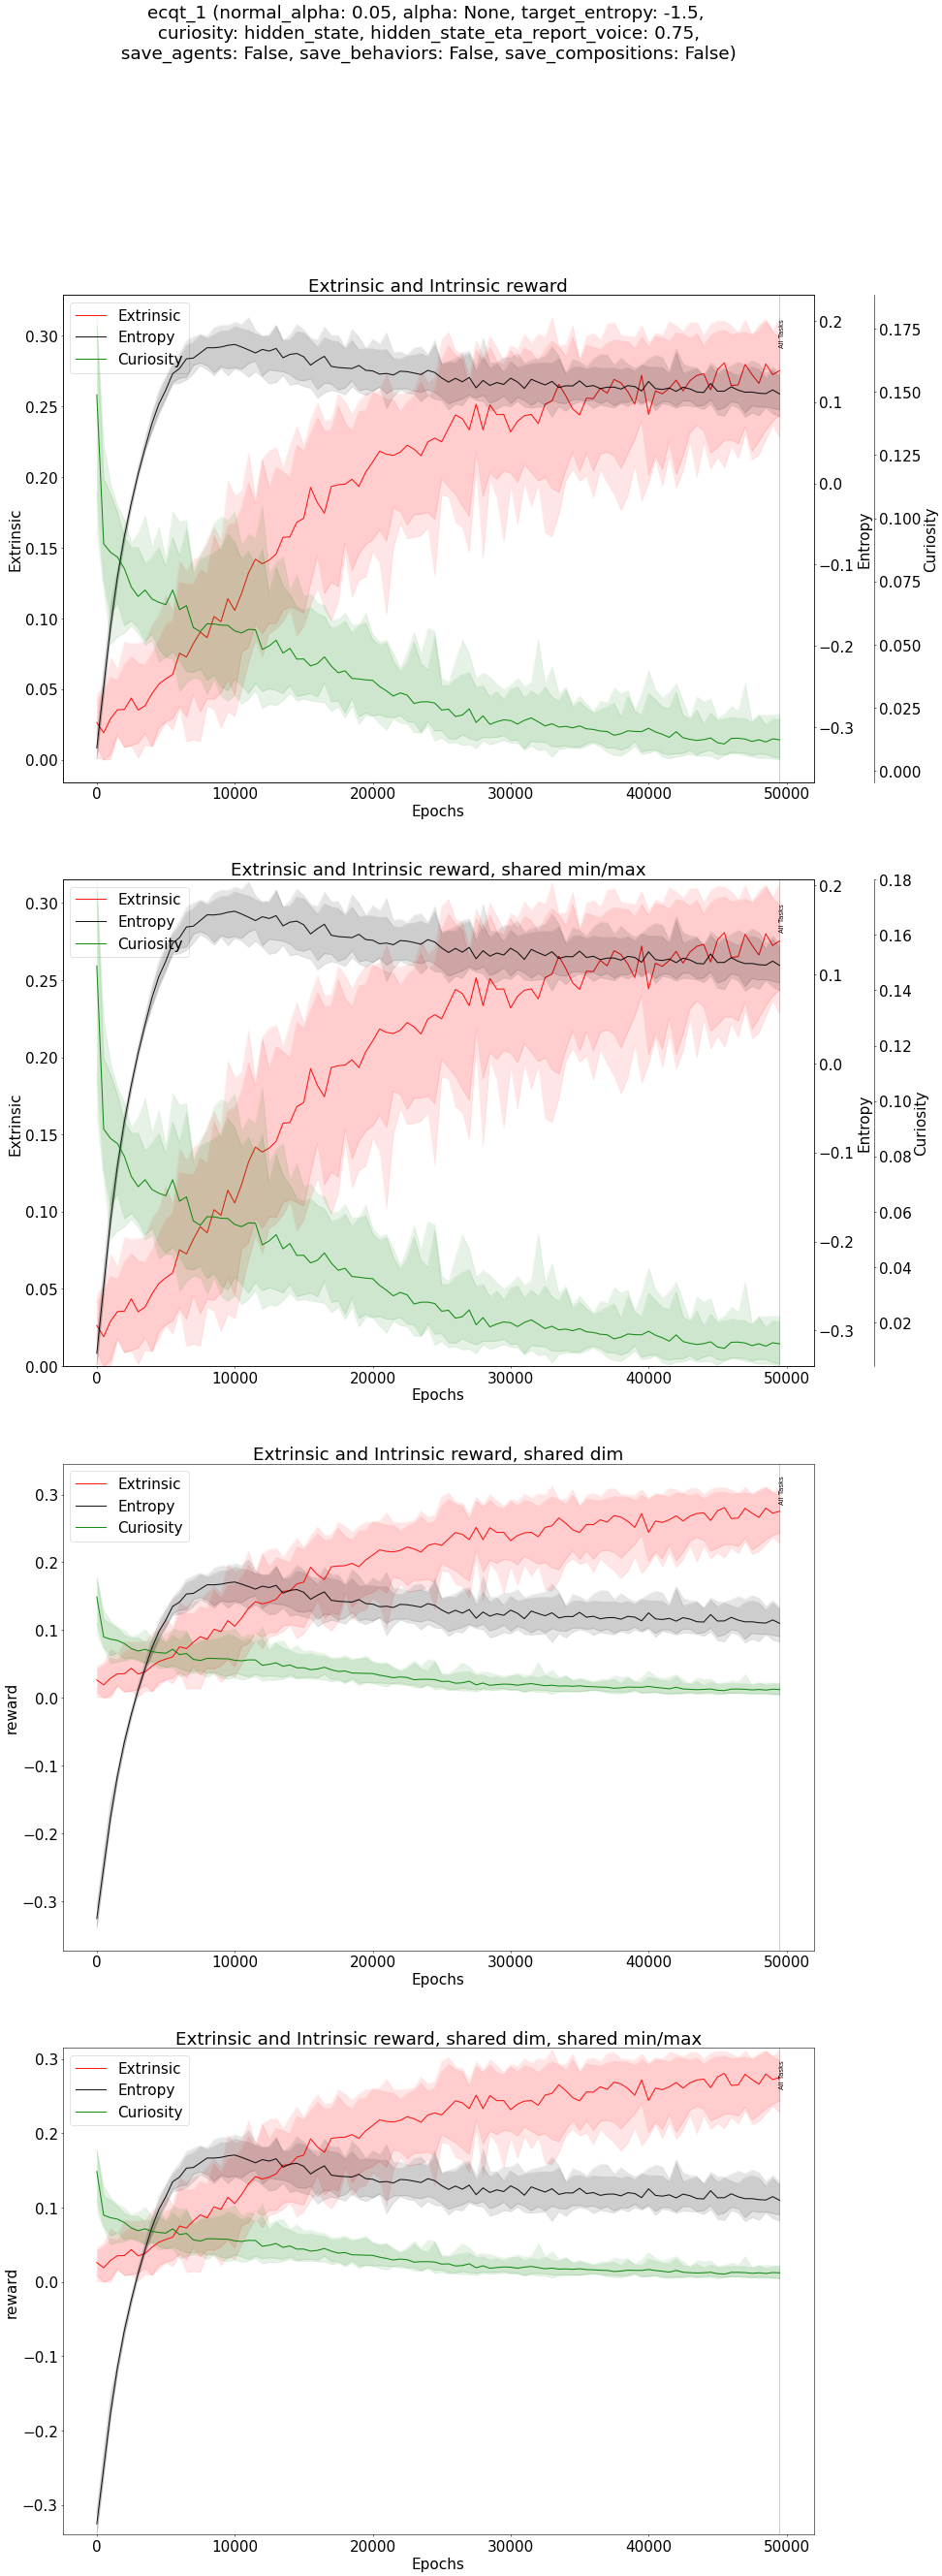 ecqt_1 (normal_alpha: 0.05, alpha: None, target_entropy: -1.5,
curiosity: hidden_state, hidden_state_eta_report_voice: 0.75,
save_agents: False, save_behaviors: False, save_compositions: False)
Extrinsic and Intrinsic reward
Extrinsic
Entropy
Curiosity
All Tasks
0.30
0.25
0.20
0.15
0.10
0.05
0.00
Extrinsic
0.2
0.1
0.0
−0.1
−0.2
−0.3
Entropy
0.175
0.150
0.125
0.100
0.075
0.050
0.025
0.000
Curiosity
0 10000 20000 30000 40000 50000
Epochs
Extrinsic and Intrinsic reward, shared min/max
Extrinsic
Entropy
Curiosity
All Tasks
0.30
0.25
0.20
0.15
0.10
0.05
0.00
Extrinsic
0.2
0.1
0.0
−0.1
−0.2
−0.3
Entropy
0.18
0.16
0.14
0.12
0.10
0.08
0.06
0.04
0.02
Curiosity
0 10000 20000 30000 40000 50000
Epochs
Extrinsic and Intrinsic reward, shared dim
Extrinsic
Entropy
Curiosity
All Tasks
0.3
0.2
0.1
0.0
−0.1
−0.2
−0.3
reward
0 10000 20000 30000 40000 50000
Epochs
Extrinsic and Intrinsic reward, shared dim, shared min/max
Extrinsic
Entropy
Curiosity
All Tasks
0.3
0.2
0.1
0.0
−0.1
−0.2
−0.3
reward
0 10000 20000 30000 40000 50000
Epochs